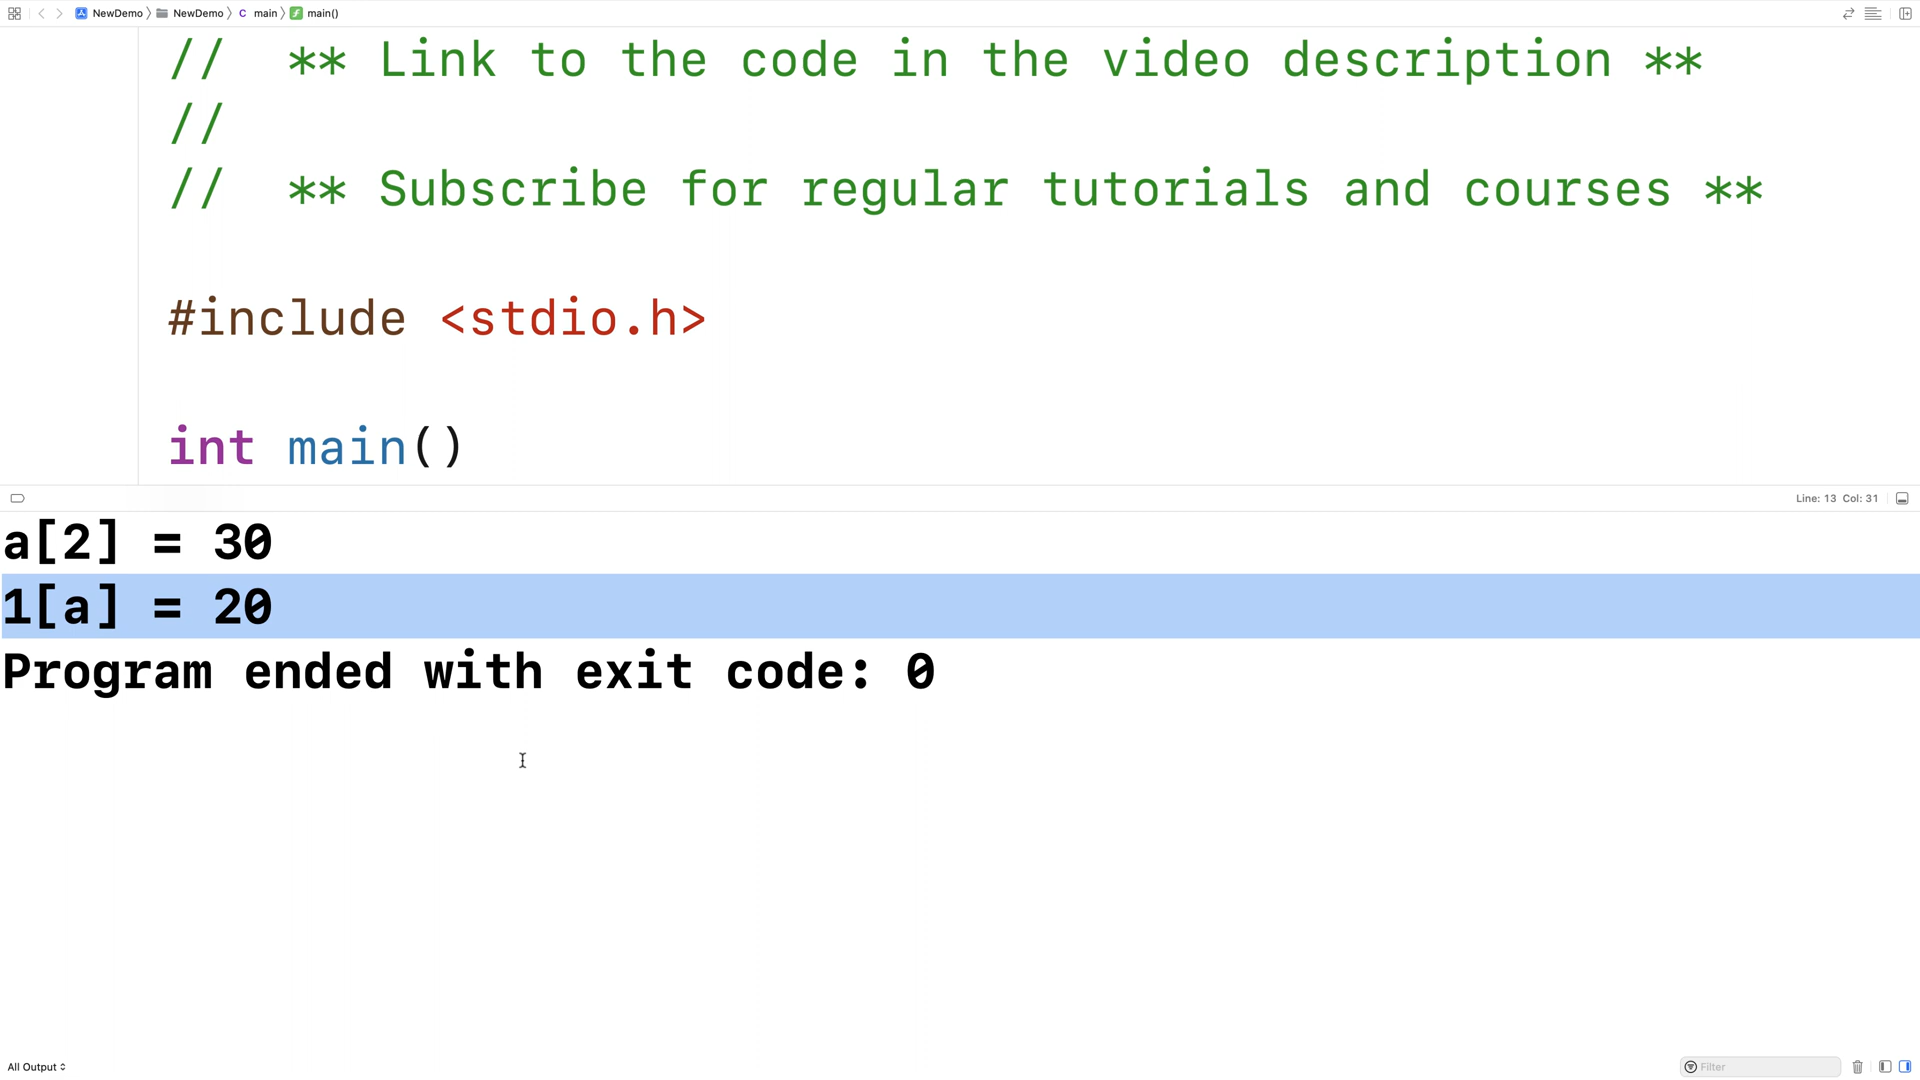 NewDemo 〉 NewDemo 〉 C main 〉 f main()
//  ** Link to the code in the video description **
//
//  ** Subscribe for regular tutorials and courses **
#include <stdio.h>
int main()
Line: 13 Col: 31
a[2] = 30
1[a] = 20
Program ended with exit code: 0
All Output
Filter